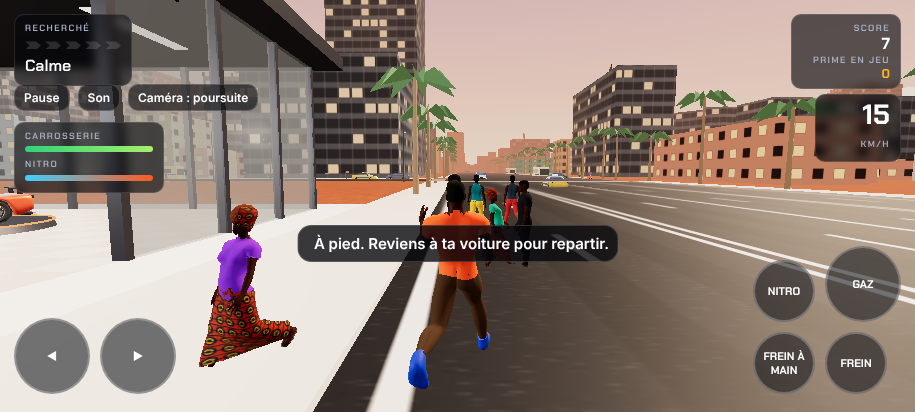 RECHERCHÉ
Calme
Pause
Son
Caméra : poursuite
CARROSSERIE
NITRO
SCORE
7
PRIME EN JEU
0
15
KM/H
À pied. Reviens à ta voiture pour repartir.
NITRO
GAZ
FREIN À
MAIN
FREIN